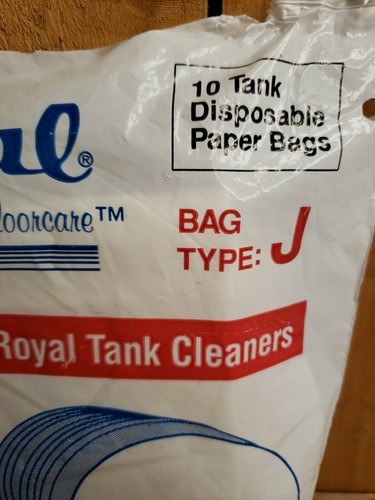 10 Tank
Disposable
Paper Bags
al®
loorcare™
BAG
TYPE: J
Royal Tank Cleaners